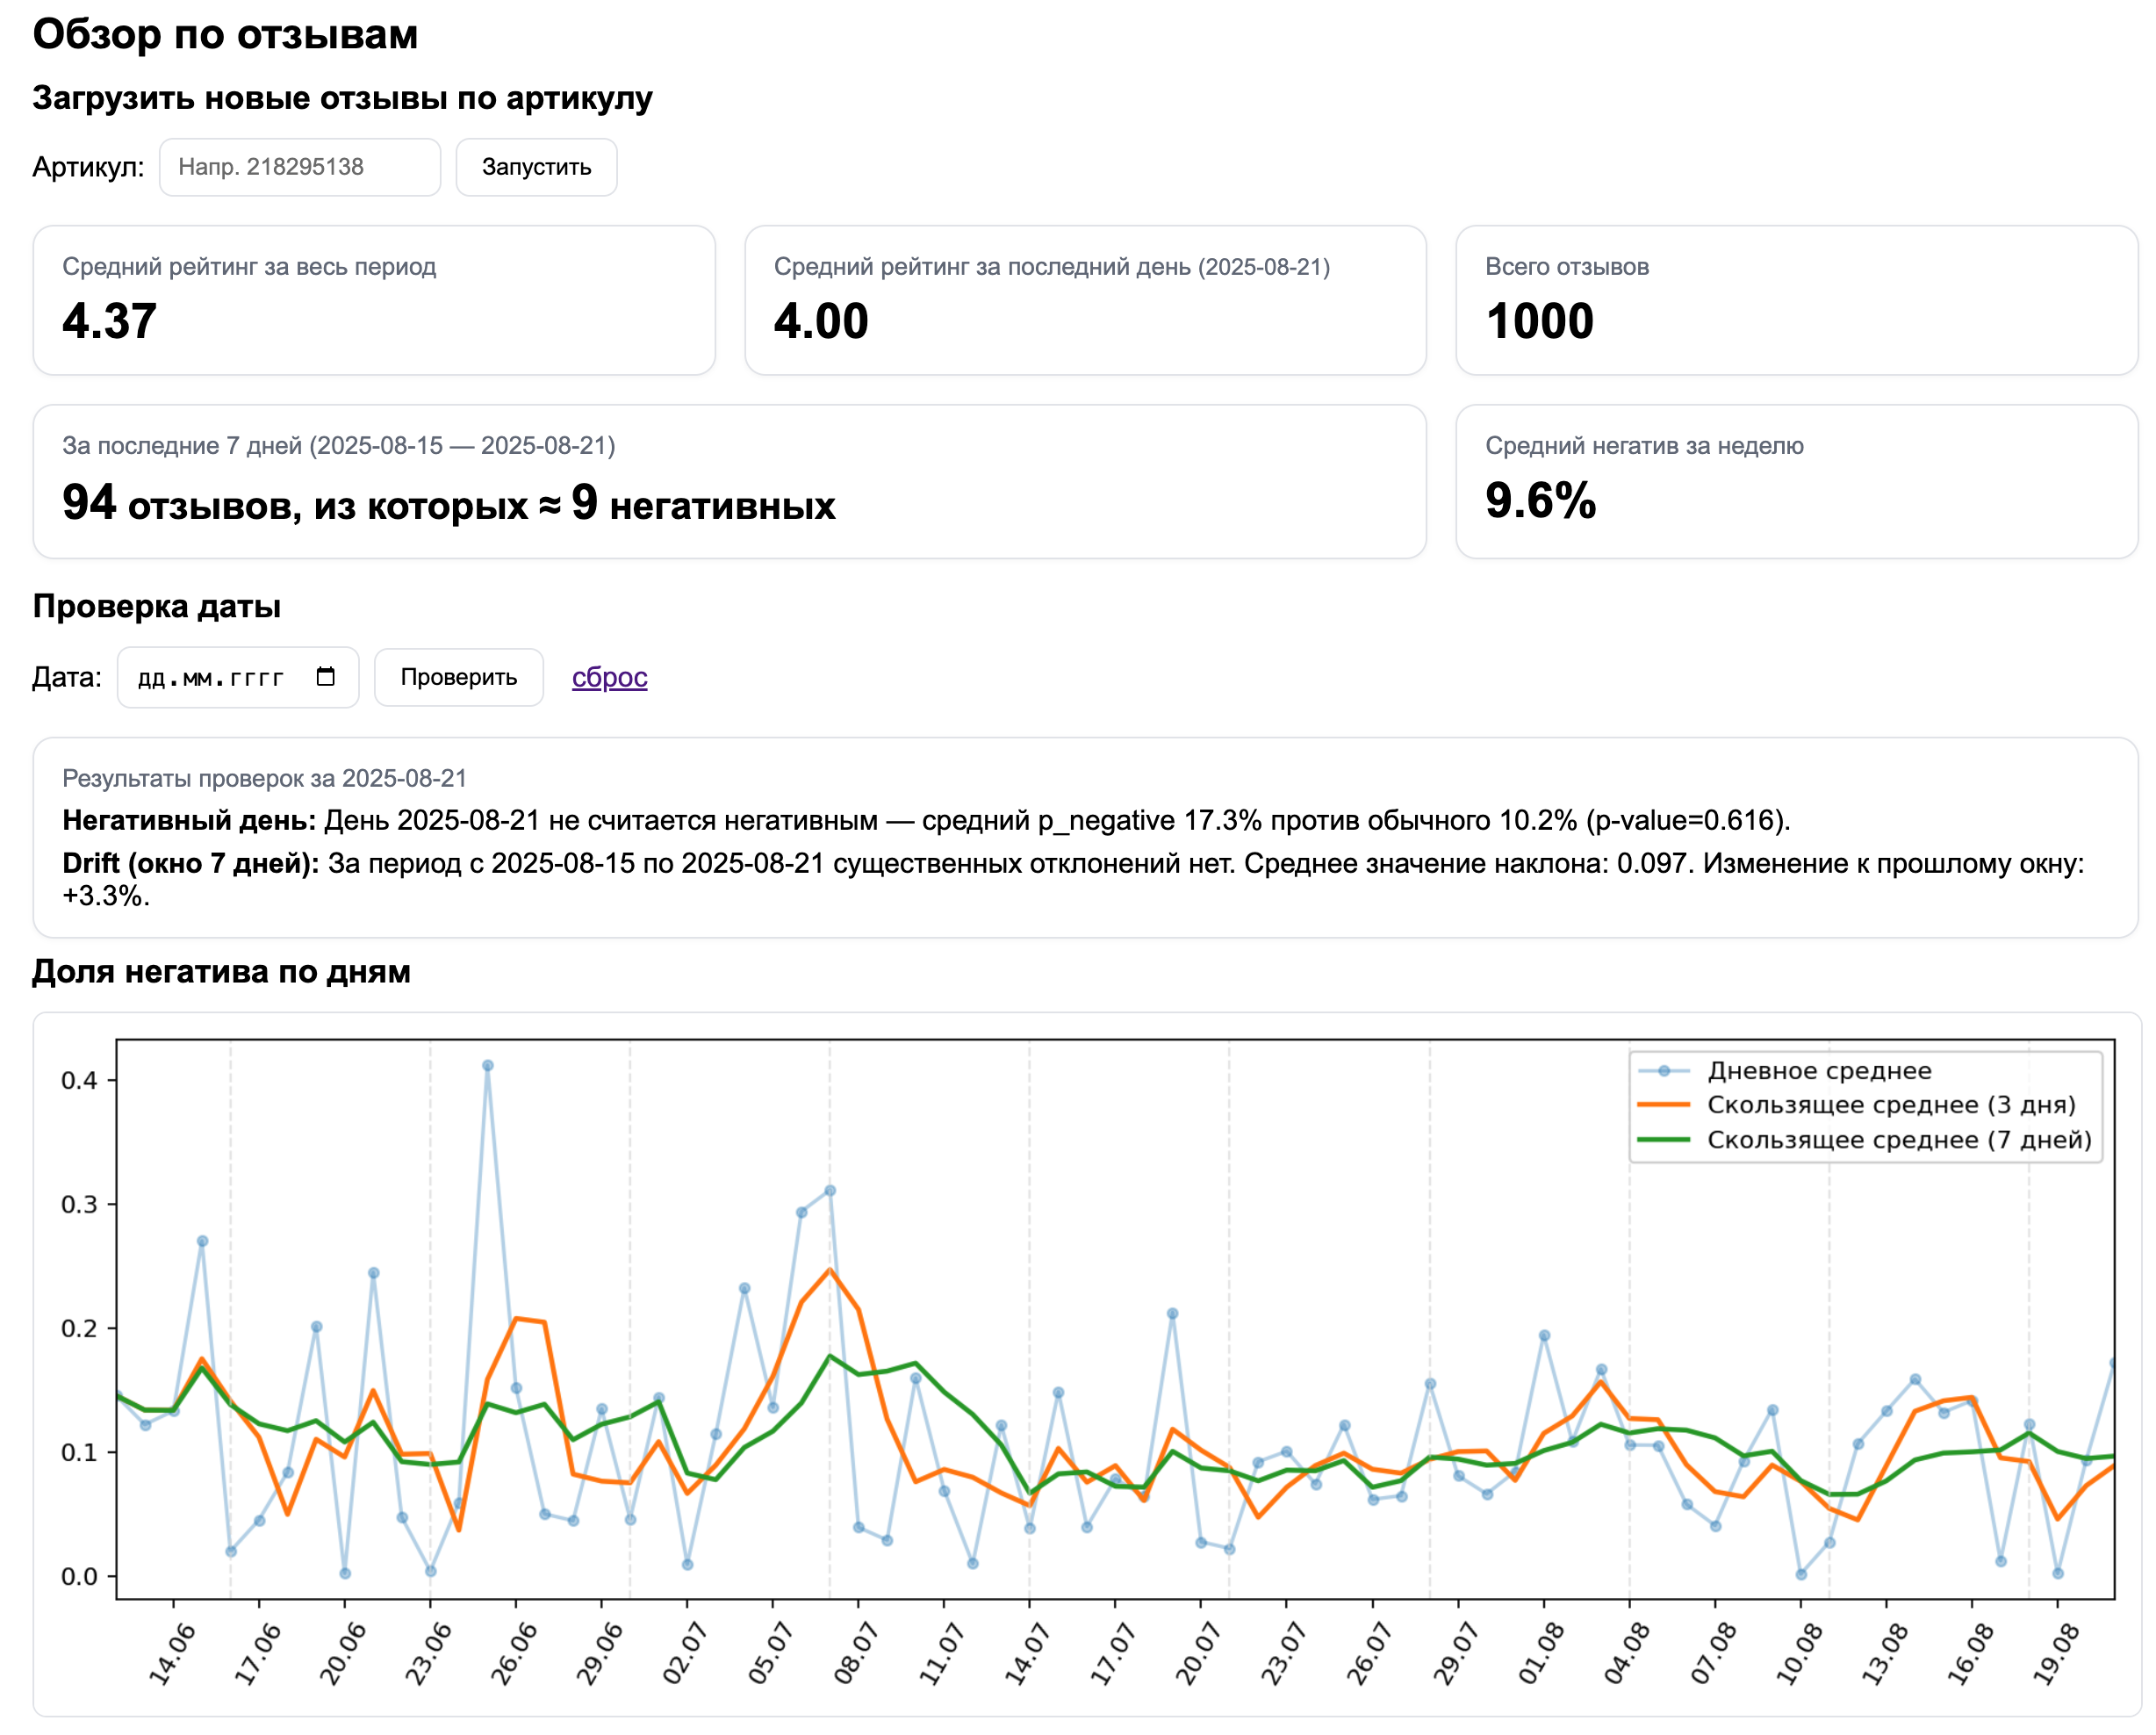 Обзор по отзывам
Загрузить новые отзывы по артикулу
Артикул: Напр. 218295138 Запустить
Средний рейтинг за весь период
4.37
Средний рейтинг за последний день (2025-08-21)
4.00
Всего отзывов
1000
За последние 7 дней (2025-08-15 — 2025-08-21)
94 отзывов, из которых ≈ 9 негативных
Средний негатив за неделю
9.6%
Проверка даты
Дата: дд.мм.гггг Проверить сброс
Результаты проверок за 2025-08-21
Негативный день: День 2025-08-21 не считается негативным — средний p_negative 17.3% против обычного 10.2% (p-value=0.616).
Drift (окно 7 дней): За период с 2025-08-15 по 2025-08-21 существенных отклонений нет. Среднее значение наклона: 0.097. Изменение к прошлому окну:
+3.3%.
Доля негатива по дням
Дневное среднее
Скользящее среднее (3 дня)
Скользящее среднее (7 дней)
0.4
0.3
0.2
0.1
0.0
14.06 17.06 20.06 23.06 26.06 29.06 02.07 05.07 08.07 11.07 14.07 17.07 20.07 23.07 26.07 29.07 01.08 04.08 07.08 10.08 13.08 16.08 19.08